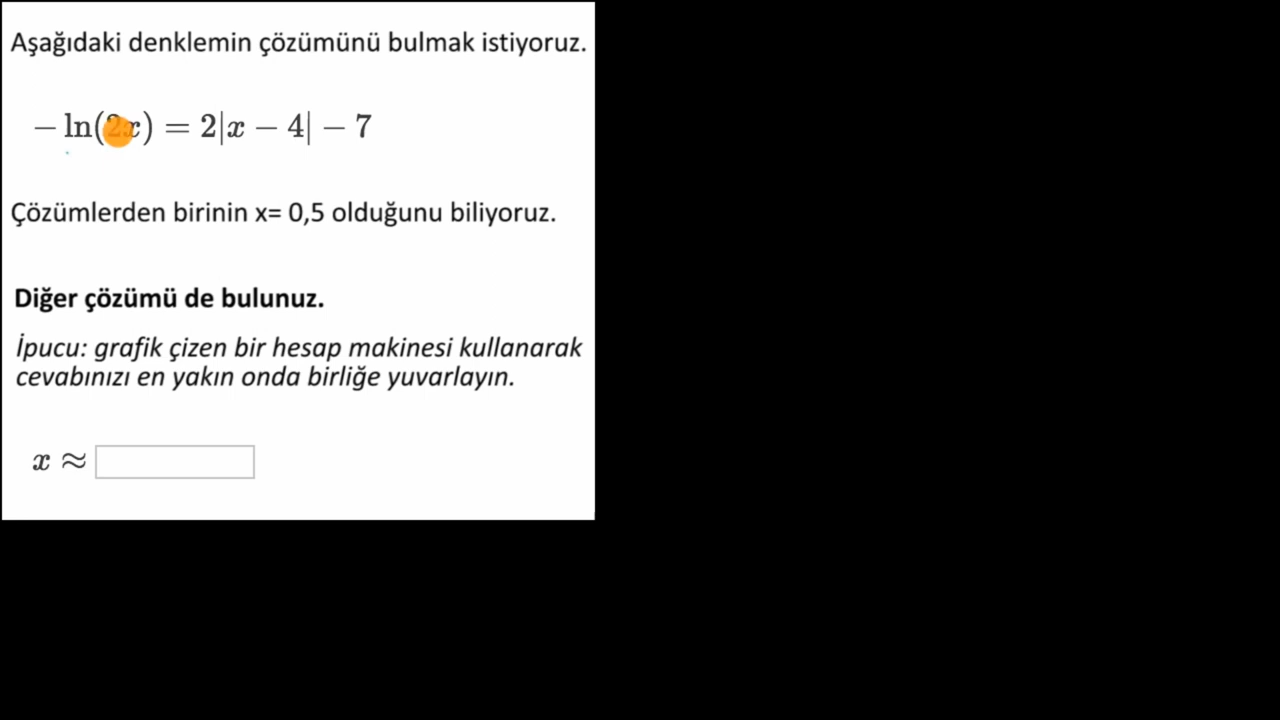 Aşağıdaki denklemin çözümünü bulmak istiyoruz.
− ln(2x) = 2|x − 4| − 7
Çözümlerden birinin x= 0,5 olduğunu biliyoruz.
Diğer çözümü de bulunuz.
İpucu: grafik çizen bir hesap makinesi kullanarak
cevabınızı en yakın onda birliğe yuvarlayın.
x ≈